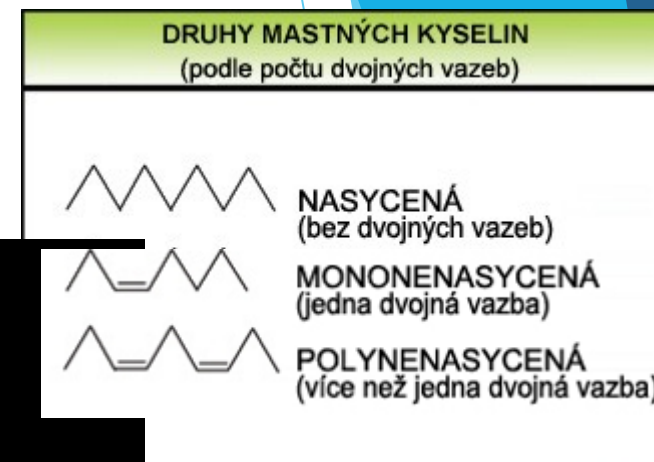 DRUHY MASTNÝCH KYSELIN
(podle počtu dvojných vazeb)
NASYCENÁ
(bez dvojných vazeb)
MONONENASYCENÁ
(jedna dvojná vazba)
POLYNENASYCENÁ
(více než jedna dvojná vazba)